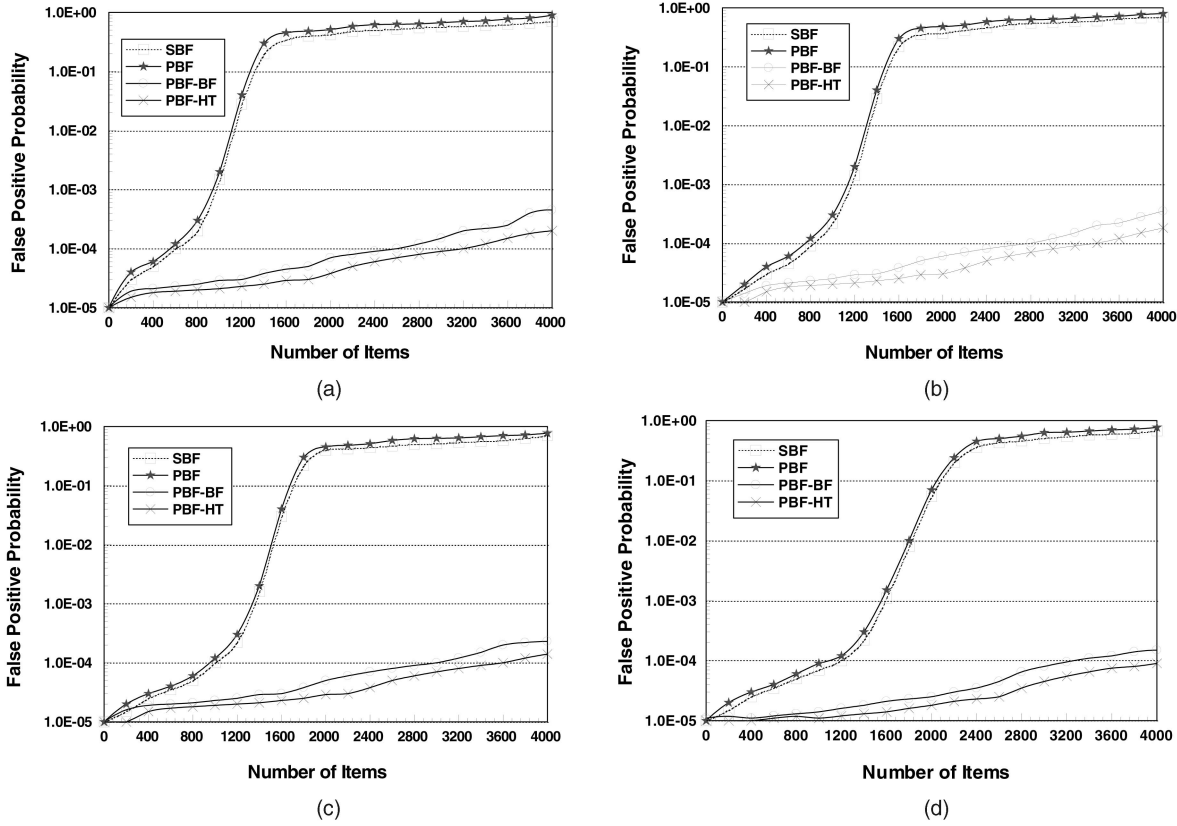 False Positive Probability
1.0E+00
1.0E-01
1.0E-02
1.0E-03
1.0E-04
1.0E-05
SBF
PBF
PBF-BF
PBF-HT
0 400 800 1200 1600 2000 2400 2800 3200 3600 4000
Number of Items
(a)
False Positive Probability
1.0E+00
1.0E-01
1.0E-02
1.0E-03
1.0E-04
1.0E-05
SBF
PBF
PBF-BF
PBF-HT
0 400 800 1200 1600 2000 2400 2800 3200 3600 4000
Number of Items
(b)
False Positive Probability
1.0E+00
1.0E-01
1.0E-02
1.0E-03
1.0E-04
1.0E-05
SBF
PBF
PBF-BF
PBF-HT
0 400 800 1200 1600 2000 2400 2800 3200 3600 4000
Number of Items
(c)
False Positive Probability
1.0E+00
1.0E-01
1.0E-02
1.0E-03
1.0E-04
1.0E-05
SBF
PBF
PBF-BF
PBF-HT
0 400 800 1200 1600 2000 2400 2800 3200 3600 4000
Number of Items
(d)